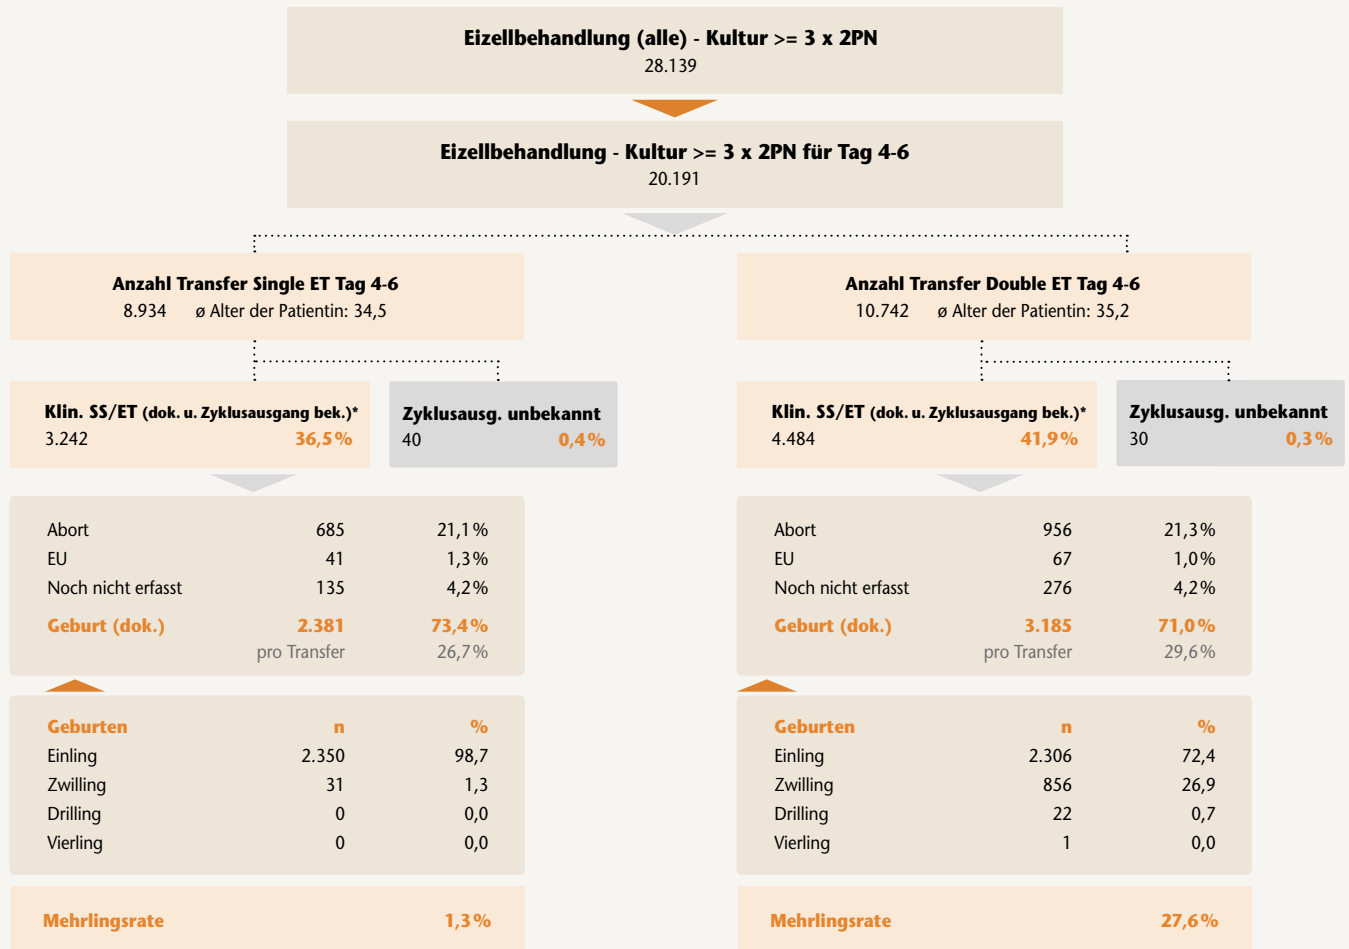 Eizellbehandlung (alle) - Kultur >= 3 x 2PN
28.139
Eizellbehandlung - Kultur >= 3 x 2PN für Tag 4-6
20.191
Anzahl Transfer Single ET Tag 4-6
8.934 ø Alter der Patientin: 34,5
Klin. SS/ET (dok. u. Zyklusausgang bek.)*
3.242 36,5%
Zyklusausg. unbekannt
40 0,4%
Abort 685 21,1%
EU 41 1,3%
Noch nicht erfasst 135 4,2%
Geburt (dok.) 2.381 73,4%
pro Transfer 26,7%
Geburten n %
Einling 2.350 98,7
Zwilling 31 1,3
Drilling 0 0,0
Vierling 0 0,0
Mehrlingsrate 1,3%
Anzahl Transfer Double ET Tag 4-6
10.742 ø Alter der Patientin: 35,2
Klin. SS/ET (dok. u. Zyklusausgang bek.)*
4.484 41,9%
Zyklusausg. unbekannt
30 0,3%
Abort 956 21,3%
EU 67 1,0%
Noch nicht erfasst 276 4,2%
Geburt (dok.) 3.185 71,0%
pro Transfer 29,6%
Geburten n %
Einling 2.306 72,4
Zwilling 856 26,9
Drilling 22 0,7
Vierling 1 0,0
Mehrlingsrate 27,6%